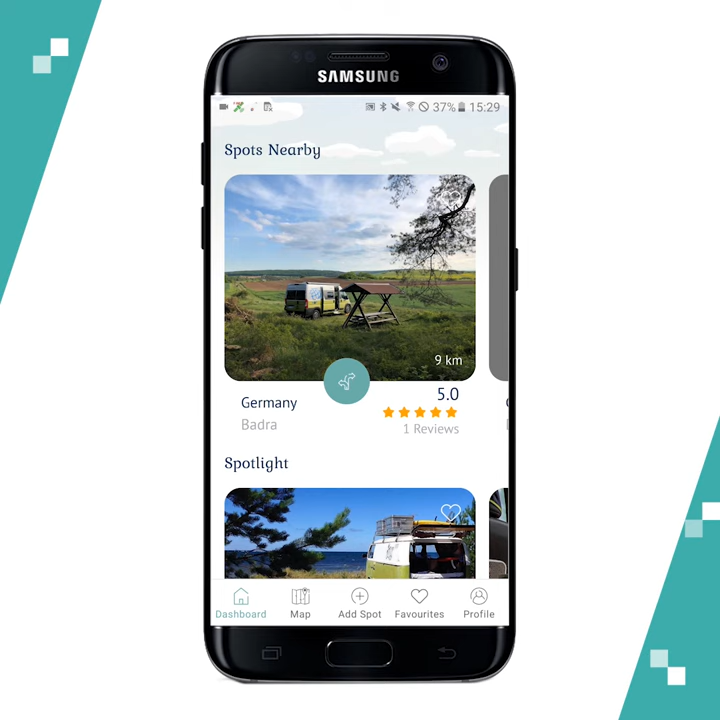 SAMSUNG
37% 15:29
Spots Nearby
9 km
Germany
5.0
Badra
1 Reviews
Spotlight
Dashboard
Map
Add Spot
Favourites
Profile